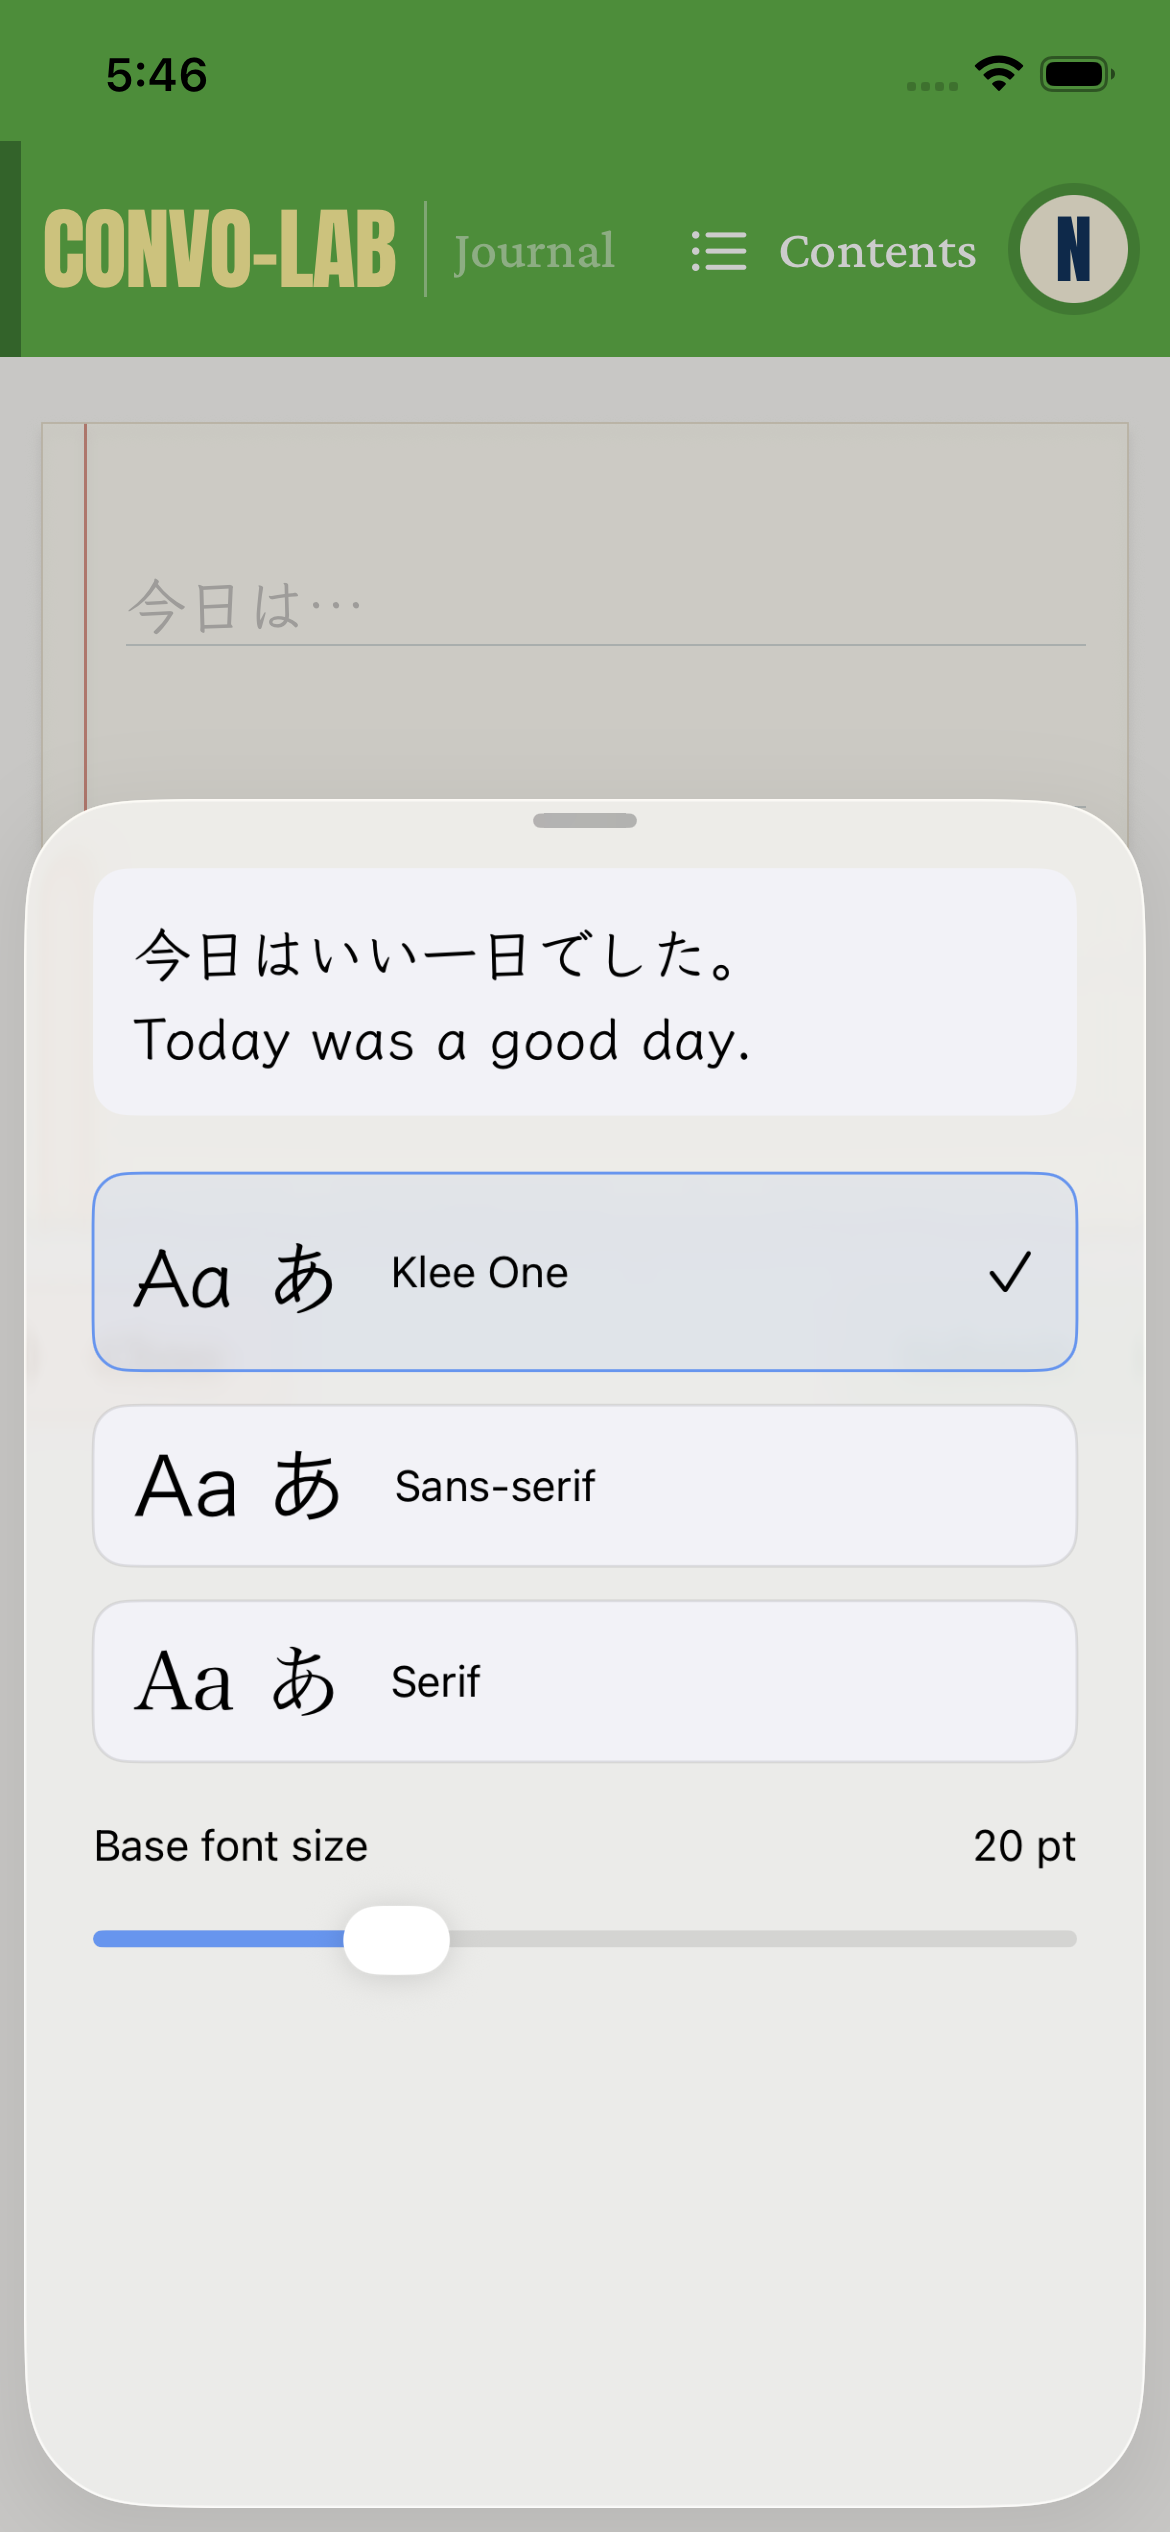 5:46
CONVO-LAB
Journal
Contents
N
今日は…
今日はいい一日でした。
Today was a good day.
Aa あ Klee One
Aa あ Sans-serif
Aa あ Serif
Base font size 20 pt